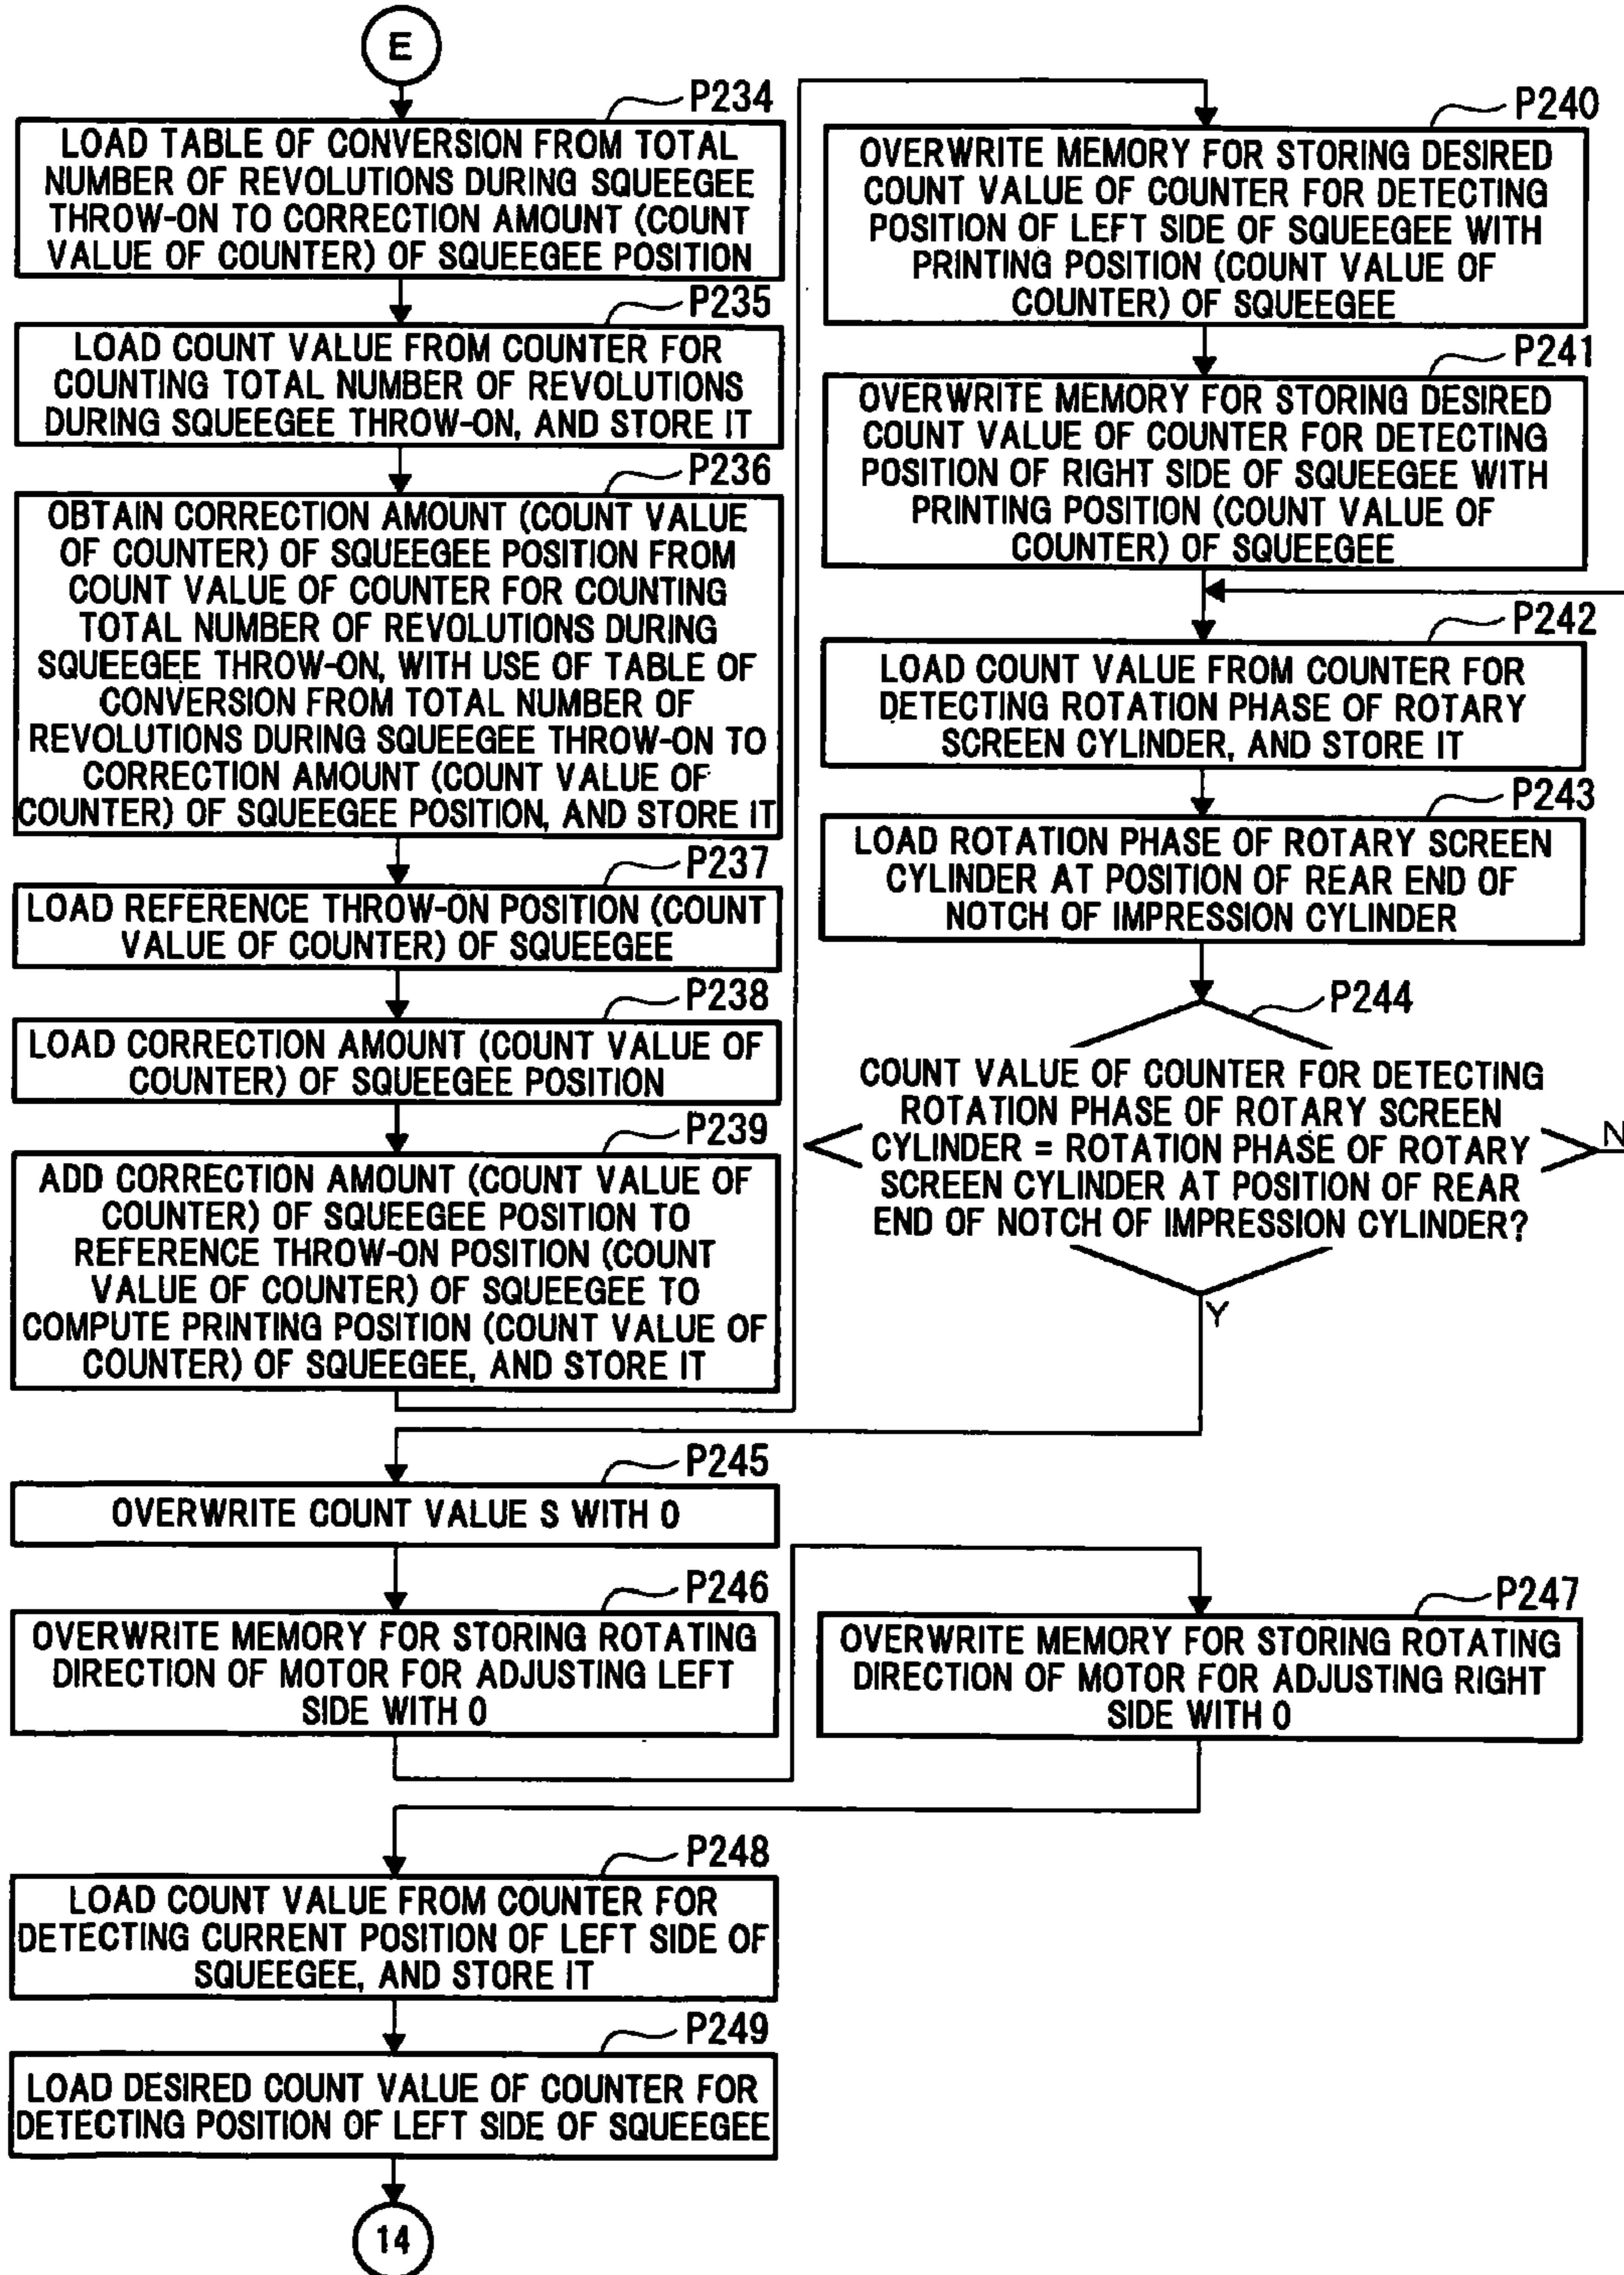 E
P234
LOAD TABLE OF CONVERSION FROM TOTAL
NUMBER OF REVOLUTIONS DURING SQUEEGEE
THROW-ON TO CORRECTION AMOUNT (COUNT
VALUE OF COUNTER) OF SQUEEGEE POSITION
P235
LOAD COUNT VALUE FROM COUNTER FOR
COUNTING TOTAL NUMBER OF REVOLUTIONS
DURING SQUEEGEE THROW-ON, AND STORE IT
P236
OBTAIN CORRECTION AMOUNT (COUNT VALUE
OF COUNTER) OF SQUEEGEE POSITION FROM
COUNT VALUE OF COUNTER FOR COUNTING
TOTAL NUMBER OF REVOLUTIONS DURING
SQUEEGEE THROW-ON, WITH USE OF TABLE OF
CONVERSION FROM TOTAL NUMBER OF
REVOLUTIONS DURING SQUEEGEE THROW-ON TO
CORRECTION AMOUNT (COUNT VALUE OF
COUNTER) OF SQUEEGEE POSITION, AND STORE IT
P237
LOAD REFERENCE THROW-ON POSITION (COUNT
VALUE OF COUNTER) OF SQUEEGEE
P238
LOAD CORRECTION AMOUNT (COUNT VALUE OF
COUNTER) OF SQUEEGEE POSITION
P239
ADD CORRECTION AMOUNT (COUNT VALUE OF
COUNTER) OF SQUEEGEE POSITION TO
REFERENCE THROW-ON POSITION (COUNT
VALUE OF COUNTER) OF SQUEEGEE TO
COMPUTE PRINTING POSITION (COUNT VALUE OF
COUNTER) OF SQUEEGEE, AND STORE IT
P240
OVERWRITE MEMORY FOR STORING DESIRED
COUNT VALUE OF COUNTER FOR DETECTING
POSITION OF LEFT SIDE OF SQUEEGEE WITH
PRINTING POSITION (COUNT VALUE OF
COUNTER) OF SQUEEGEE
P241
OVERWRITE MEMORY FOR STORING DESIRED
COUNT VALUE OF COUNTER FOR DETECTING
POSITION OF RIGHT SIDE OF SQUEEGEE WITH
PRINTING POSITION (COUNT VALUE OF
COUNTER) OF SQUEEGEE
P242
LOAD COUNT VALUE FROM COUNTER FOR
DETECTING ROTATION PHASE OF ROTARY
SCREEN CYLINDER, AND STORE IT
P243
LOAD ROTATION PHASE OF ROTARY SCREEN
CYLINDER AT POSITION OF REAR END OF
NOTCH OF IMPRESSION CYLINDER
P244
COUNT VALUE OF COUNTER FOR DETECTING
ROTATION PHASE OF ROTARY SCREEN
CYLINDER = ROTATION PHASE OF ROTARY
SCREEN CYLINDER AT POSITION OF REAR
END OF NOTCH OF IMPRESSION CYLINDER?
N
Y
P245
OVERWRITE COUNT VALUE S WITH 0
P246
OVERWRITE MEMORY FOR STORING ROTATING
DIRECTION OF MOTOR FOR ADJUSTING LEFT
SIDE WITH 0
P247
OVERWRITE MEMORY FOR STORING ROTATING
DIRECTION OF MOTOR FOR ADJUSTING RIGHT
SIDE WITH 0
P248
LOAD COUNT VALUE FROM COUNTER FOR
DETECTING CURRENT POSITION OF LEFT SIDE OF
SQUEEGEE, AND STORE IT
P249
LOAD DESIRED COUNT VALUE OF COUNTER FOR
DETECTING POSITION OF LEFT SIDE OF SQUEEGEE
14